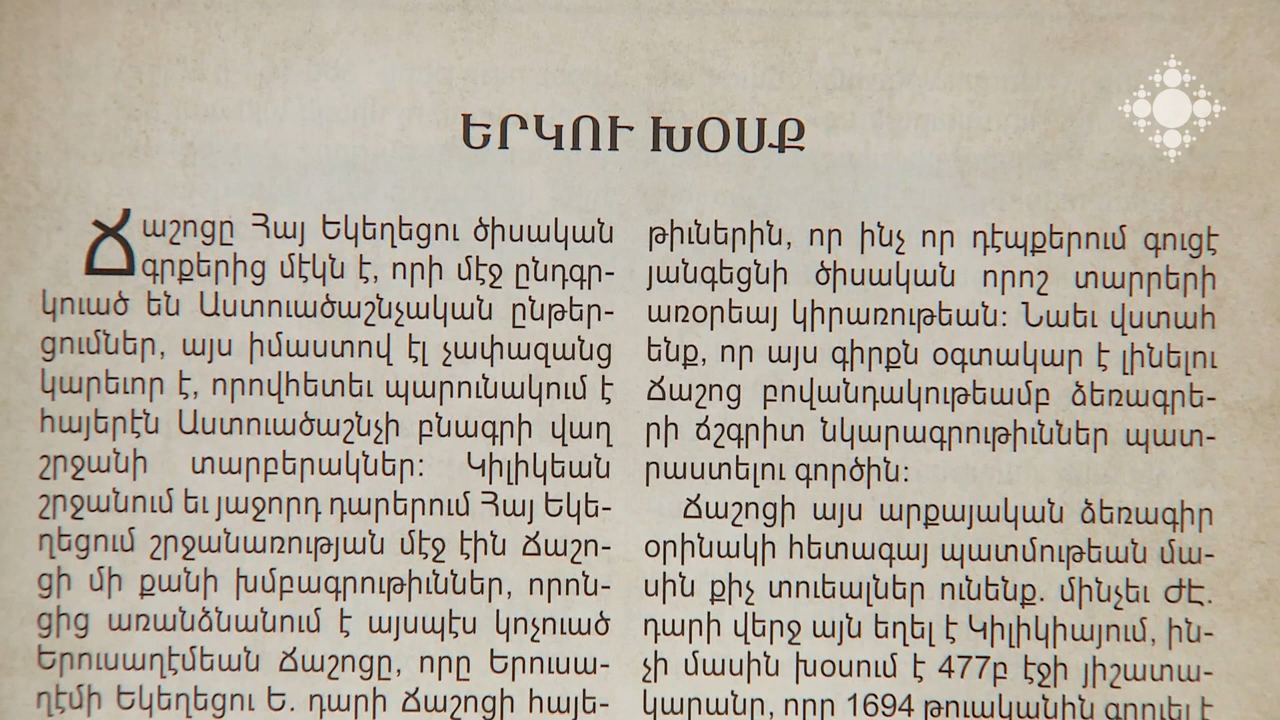 ԵՐԿՈՒ ԽՕՍՔ
Ճաշոցը Հայ Եկեղեցու ծիսական
գրքերից մէկն է, որի մէջ ընդգր-
կուած են Աստուածաշնչական ընթեր-
ցումներ, այս իմաստով էլ չափազանց
կարեւոր է, որովհետեւ պարունակում է
հայերէն Աստուածաշնչի բնագրի վաղ
շրջանի տարբերակներ։ Կիլիկեան
շրջանում եւ յաջորդ դարերում Հայ Եկե-
ղեցում շրջանառության մէջ էին Ճաշո-
ցի մի քանի խմբագրութիւններ, որոն-
ցից առանձնանում է այսպէս կոչուած
Երուսաղէմեան Ճաշոցը, որը Երուսա-
ղէմի Եկեղեցու Ե. դարի Ճաշոցի հայե-
թիւներին, որ ինչ որ դէպքերում գուցէ
յանգեցնի ծիսական որոշ տարրերի
առօրեայ կիրառութեան։ Նաեւ վստահ
ենք, որ այս գիրքն օգտակար է լինելու
Ճաշոց բովանդակութեամբ ձեռագրե-
րի ճշգրիտ նկարագրութիւններ պատ-
րաստելու գործին։
Ճաշոցի այս արքայական ձեռագիր
օրինակի հետագայ պատմութեան մա-
սին քիչ տուեալներ ունենք. մինչեւ ԺԷ.
դարի վերջ այն եղել է Կիլիկիայում, ին-
չի մասին խօսում է 477բ էջի յիշատա-
կարանը, որը 1694 թուականին գրուել է